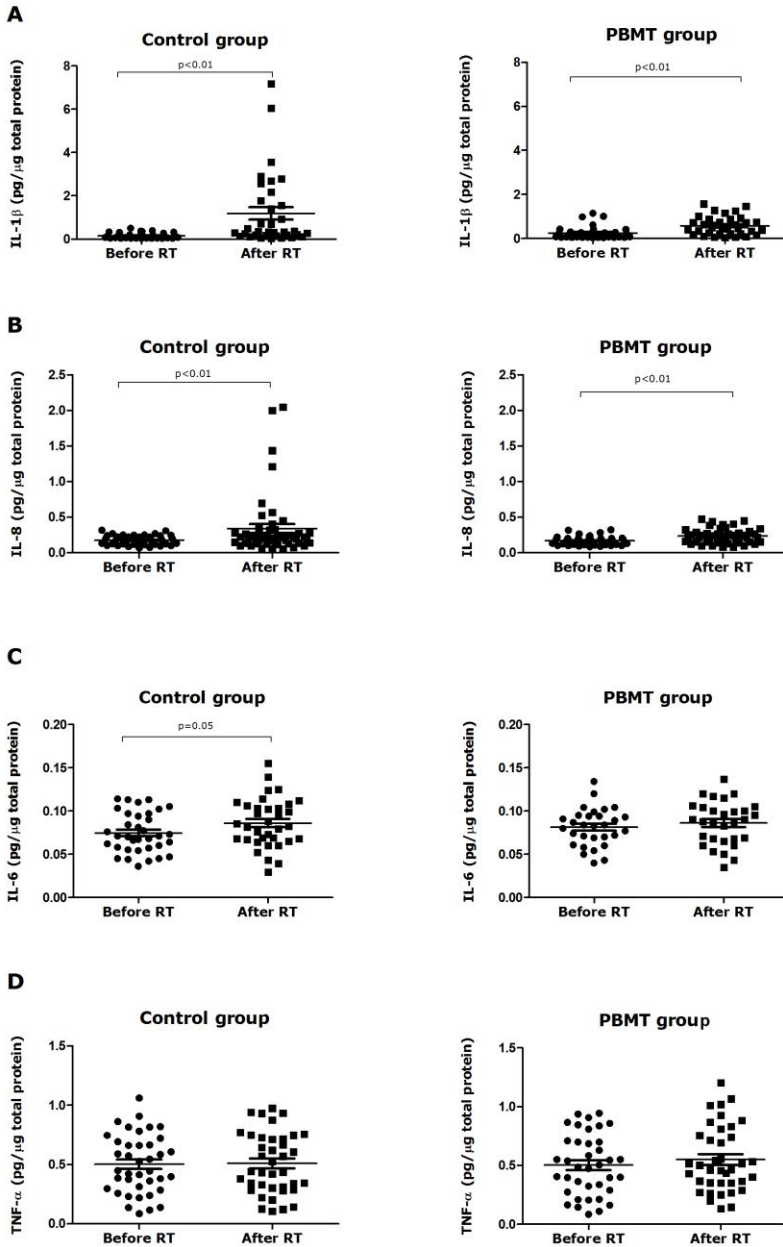 A
Control group
PBMT group
IL-1β (pg/μg total protein)
p<0.01
8
6
4
2
0
Before RT
After RT
IL-1β (pg/μg total protein)
p<0.01
8
6
4
2
0
Before RT
After RT
B
Control group
PBMT group
IL-8 (pg/μg total protein)
p<0.01
2.5
2.0
1.5
1.0
0.5
0.0
Before RT
After RT
IL-8 (pg/μg total protein)
p<0.01
2.5
2.0
1.5
1.0
0.5
0.0
Before RT
After RT
C
Control group
PBMT group
IL-6 (pg/μg total protein)
p=0.05
0.20
0.15
0.10
0.05
0.00
Before RT
After RT
IL-6 (pg/μg total protein)
0.20
0.15
0.10
0.05
0.00
Before RT
After RT
D
Control group
PBMT group
TNF-α (pg/μg total protein)
1.5
1.0
0.5
0.0
Before RT
After RT
TNF-α (pg/μg total protein)
1.5
1.0
0.5
0.0
Before RT
After RT